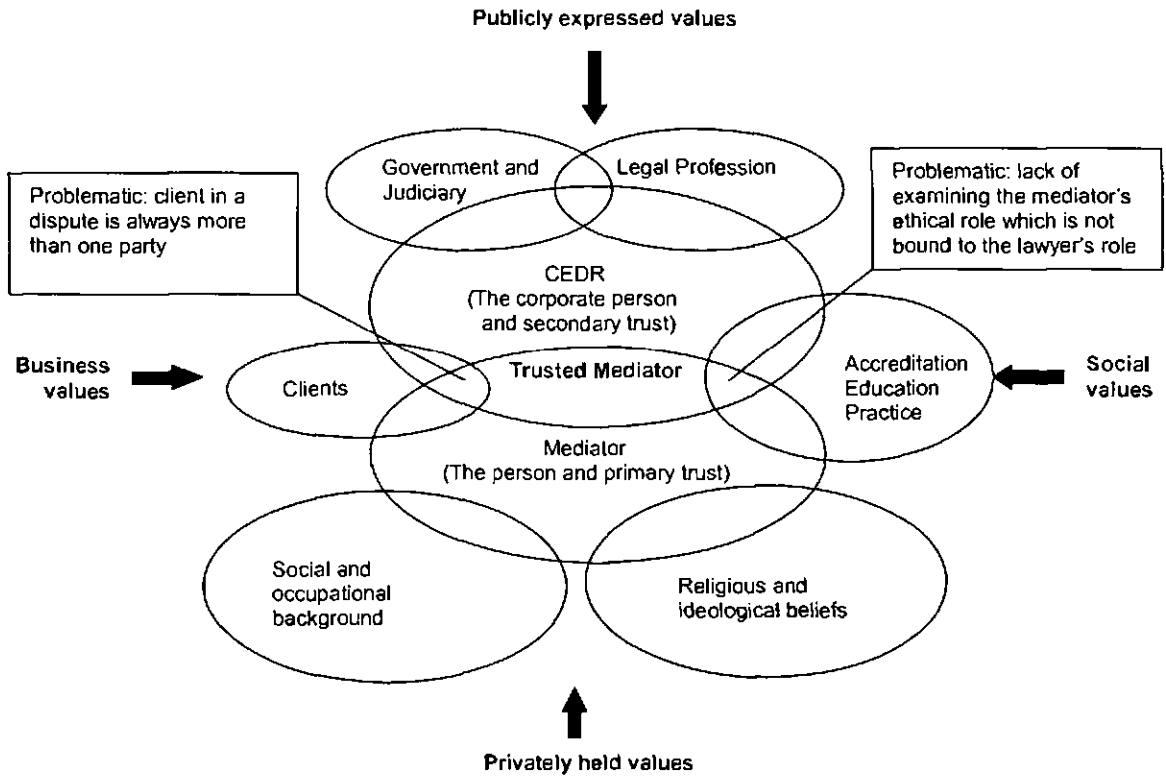 Publicly expressed values
Government and
Judiciary
Legal Profession
Problematic: client in a
dispute is always more
than one party
Problematic: lack of
examining the mediator's
ethical role which is not
bound to the lawyer's role
CEDR
(The corporate person
and secondary trust)
Business
values
Clients
Trusted Mediator
Accreditation
Education
Practice
Social
values
Mediator
(The person and primary trust)
Social and
occupational
background
Religious and
ideological beliefs
Privately held values